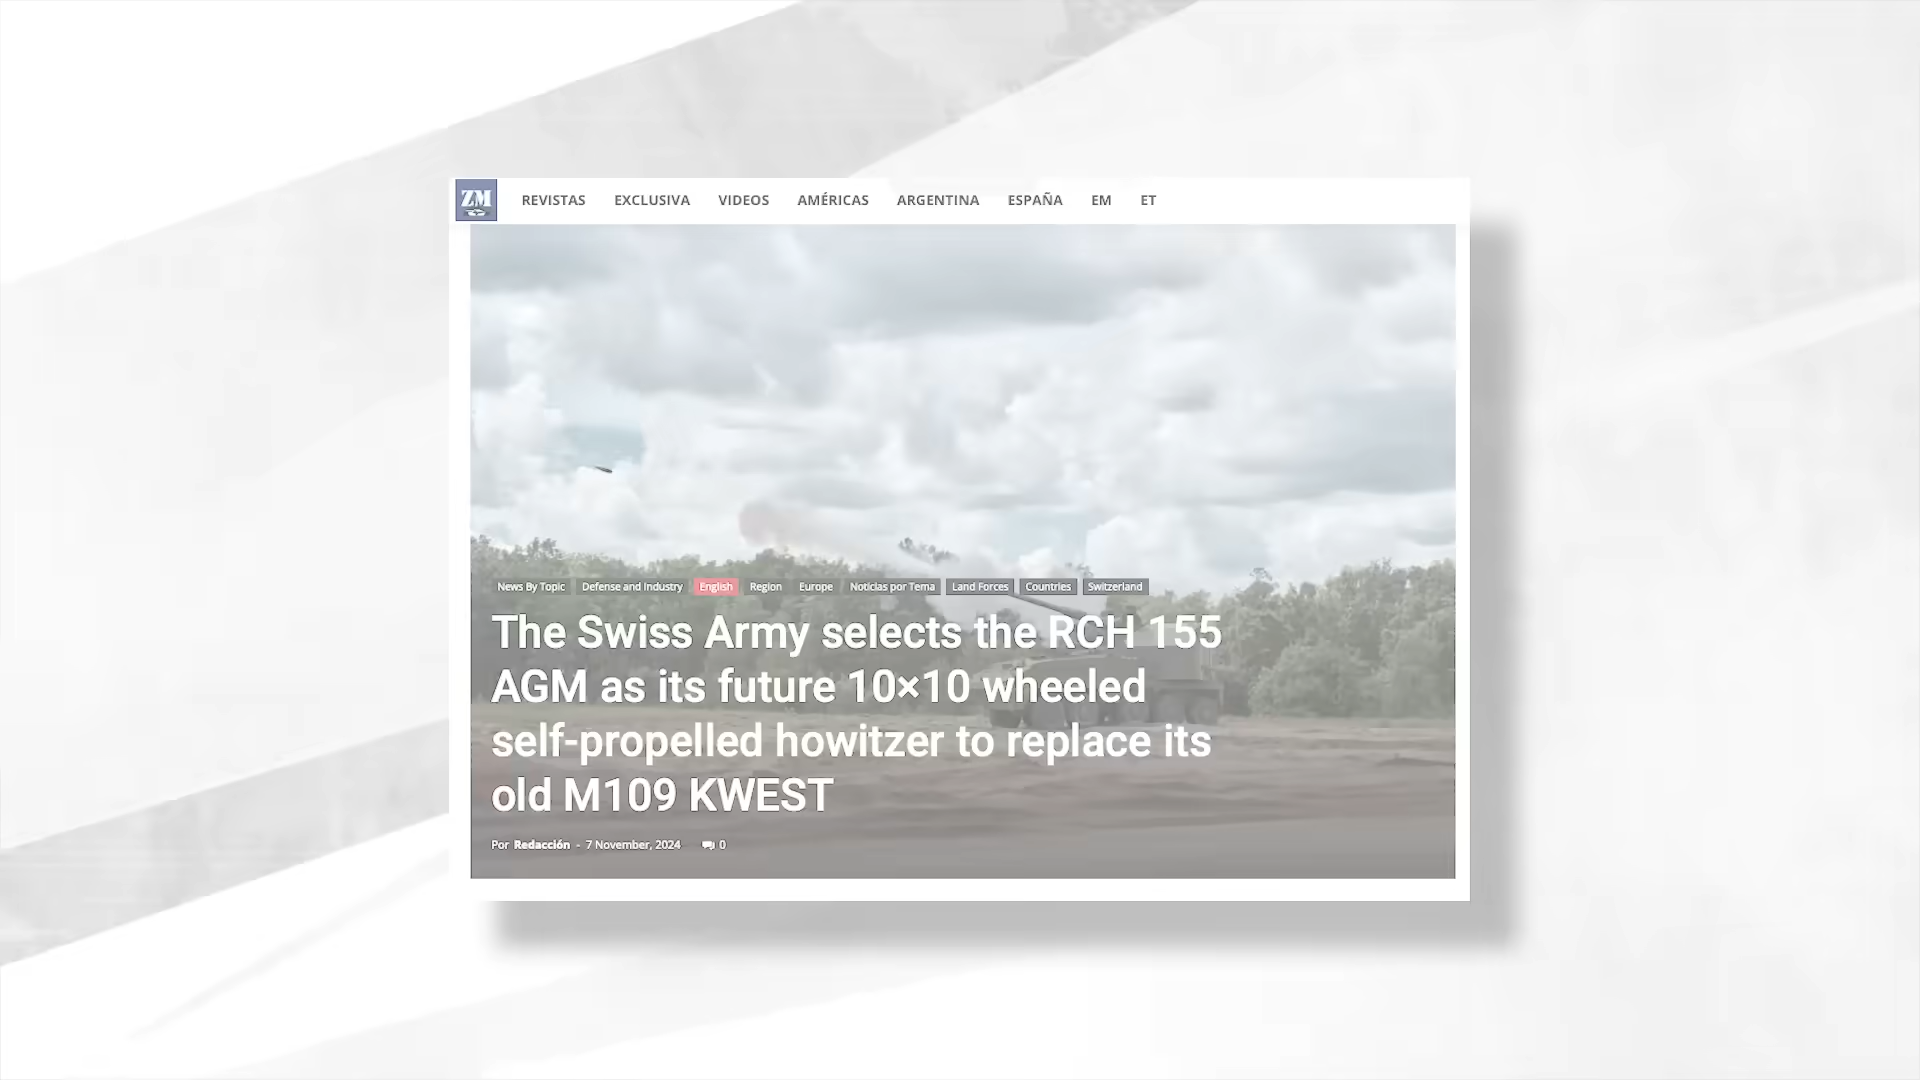 ZM
REVISTAS EXCLUSIVA VIDEOS AMÉRICAS ARGENTINA ESPAÑA EM ET
News By Topic Defense and Industry English Region Europe Noticias por Tema Land Forces Countries Switzerland
The Swiss Army selects the RCH 155
AGM as its future 10×10 wheeled
self-propelled howitzer to replace its
old M109 KWEST
Por Redacción - 7 November, 2024 0